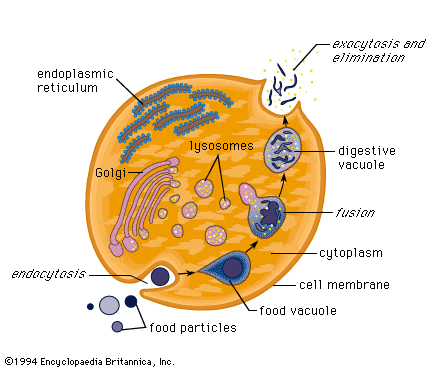 exocytosis and
elimination
endoplasmic
reticulum
lysosomes
digestive
vacuole
Golgi
fusion
cytoplasm
endocytosis
cell membrane
food vacuole
food particles
©1994 Encyclopaedia Britannica, Inc.